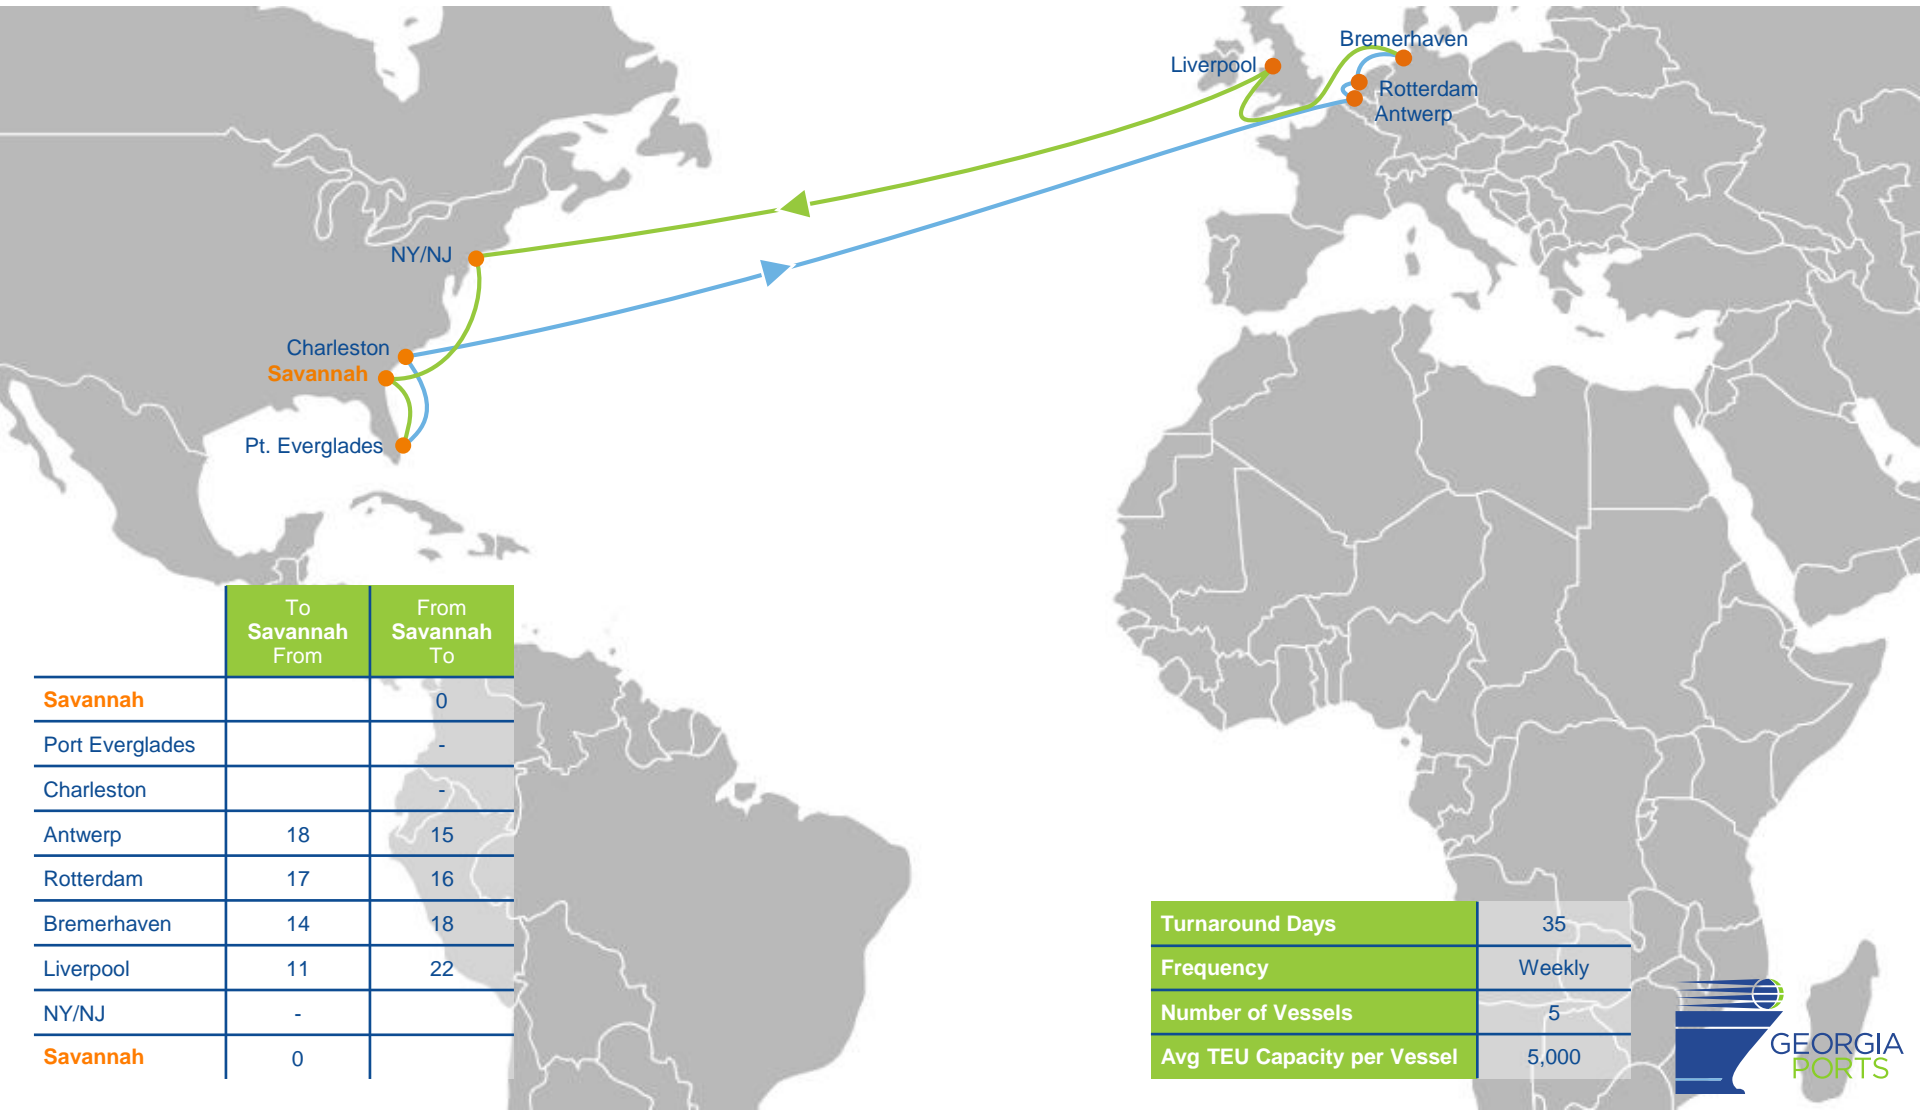 Bremerhaven
Liverpool
Rotterdam
Antwerp
NY/NJ
Charleston
Savannah
Pt. Everglades
To From
Savannah Savannah
From To
Savannah 0
Port Everglades -
Charleston -
Antwerp 18 15
Rotterdam 17 16
Bremerhaven 14 18
Liverpool 11 22
NY/NJ -
Savannah 0
Turnaround Days 35
Frequency Weekly
Number of Vessels 5
Avg TEU Capacity per Vessel 5,000
GEORGIA
PORTS